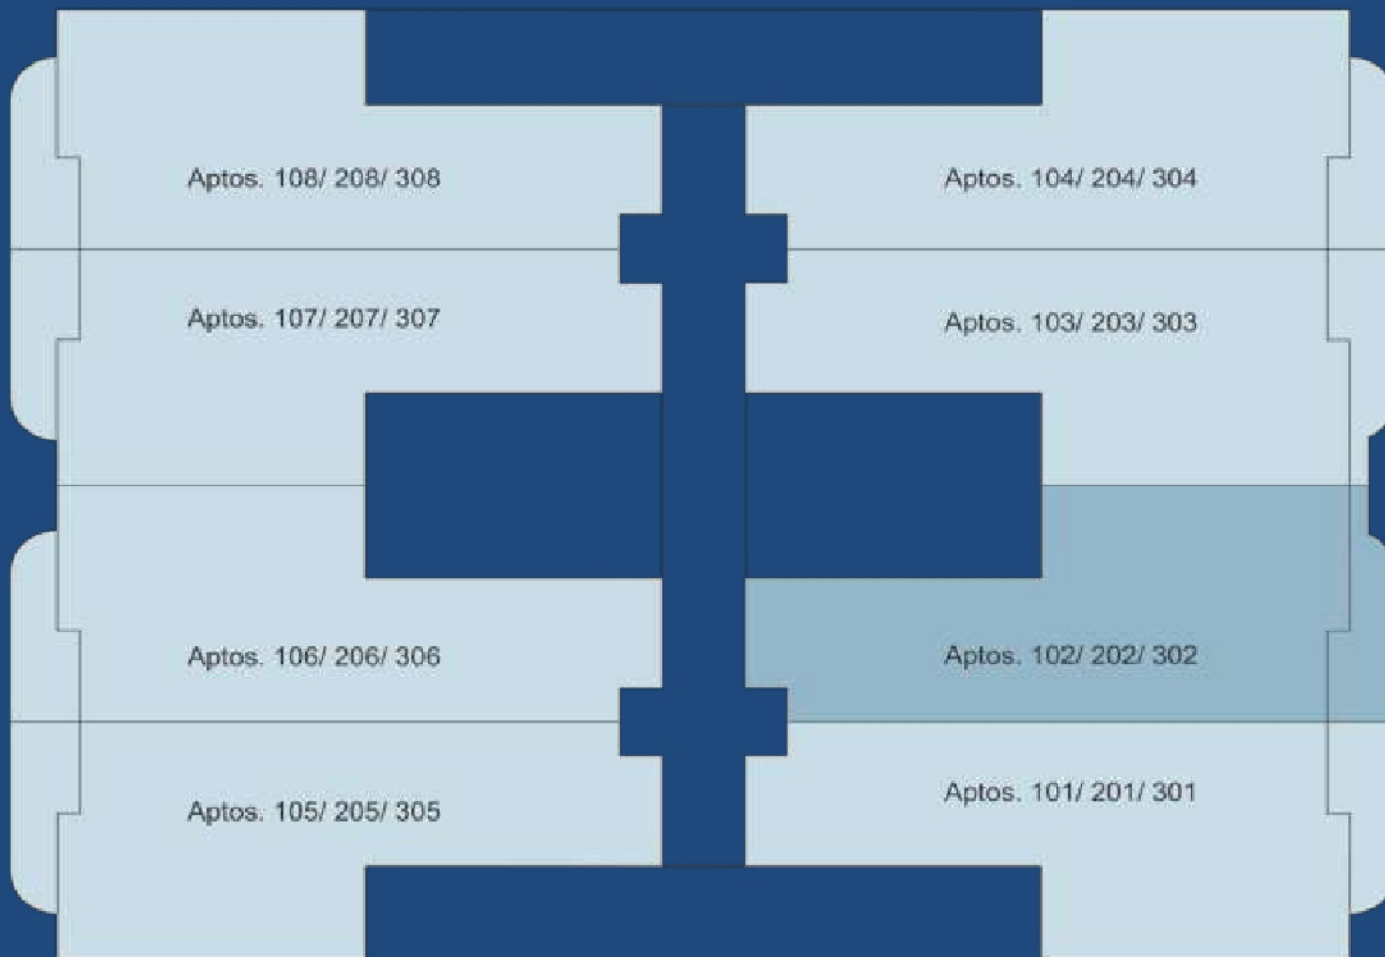 Aptos. 108/ 208/ 308
Aptos. 104/ 204/ 304
Aptos. 107/ 207/ 307
Aptos. 103/ 203/ 303
Aptos. 106/ 206/ 306
Aptos. 102/ 202/ 302
Aptos. 105/ 205/ 305
Aptos. 101/ 201/ 301